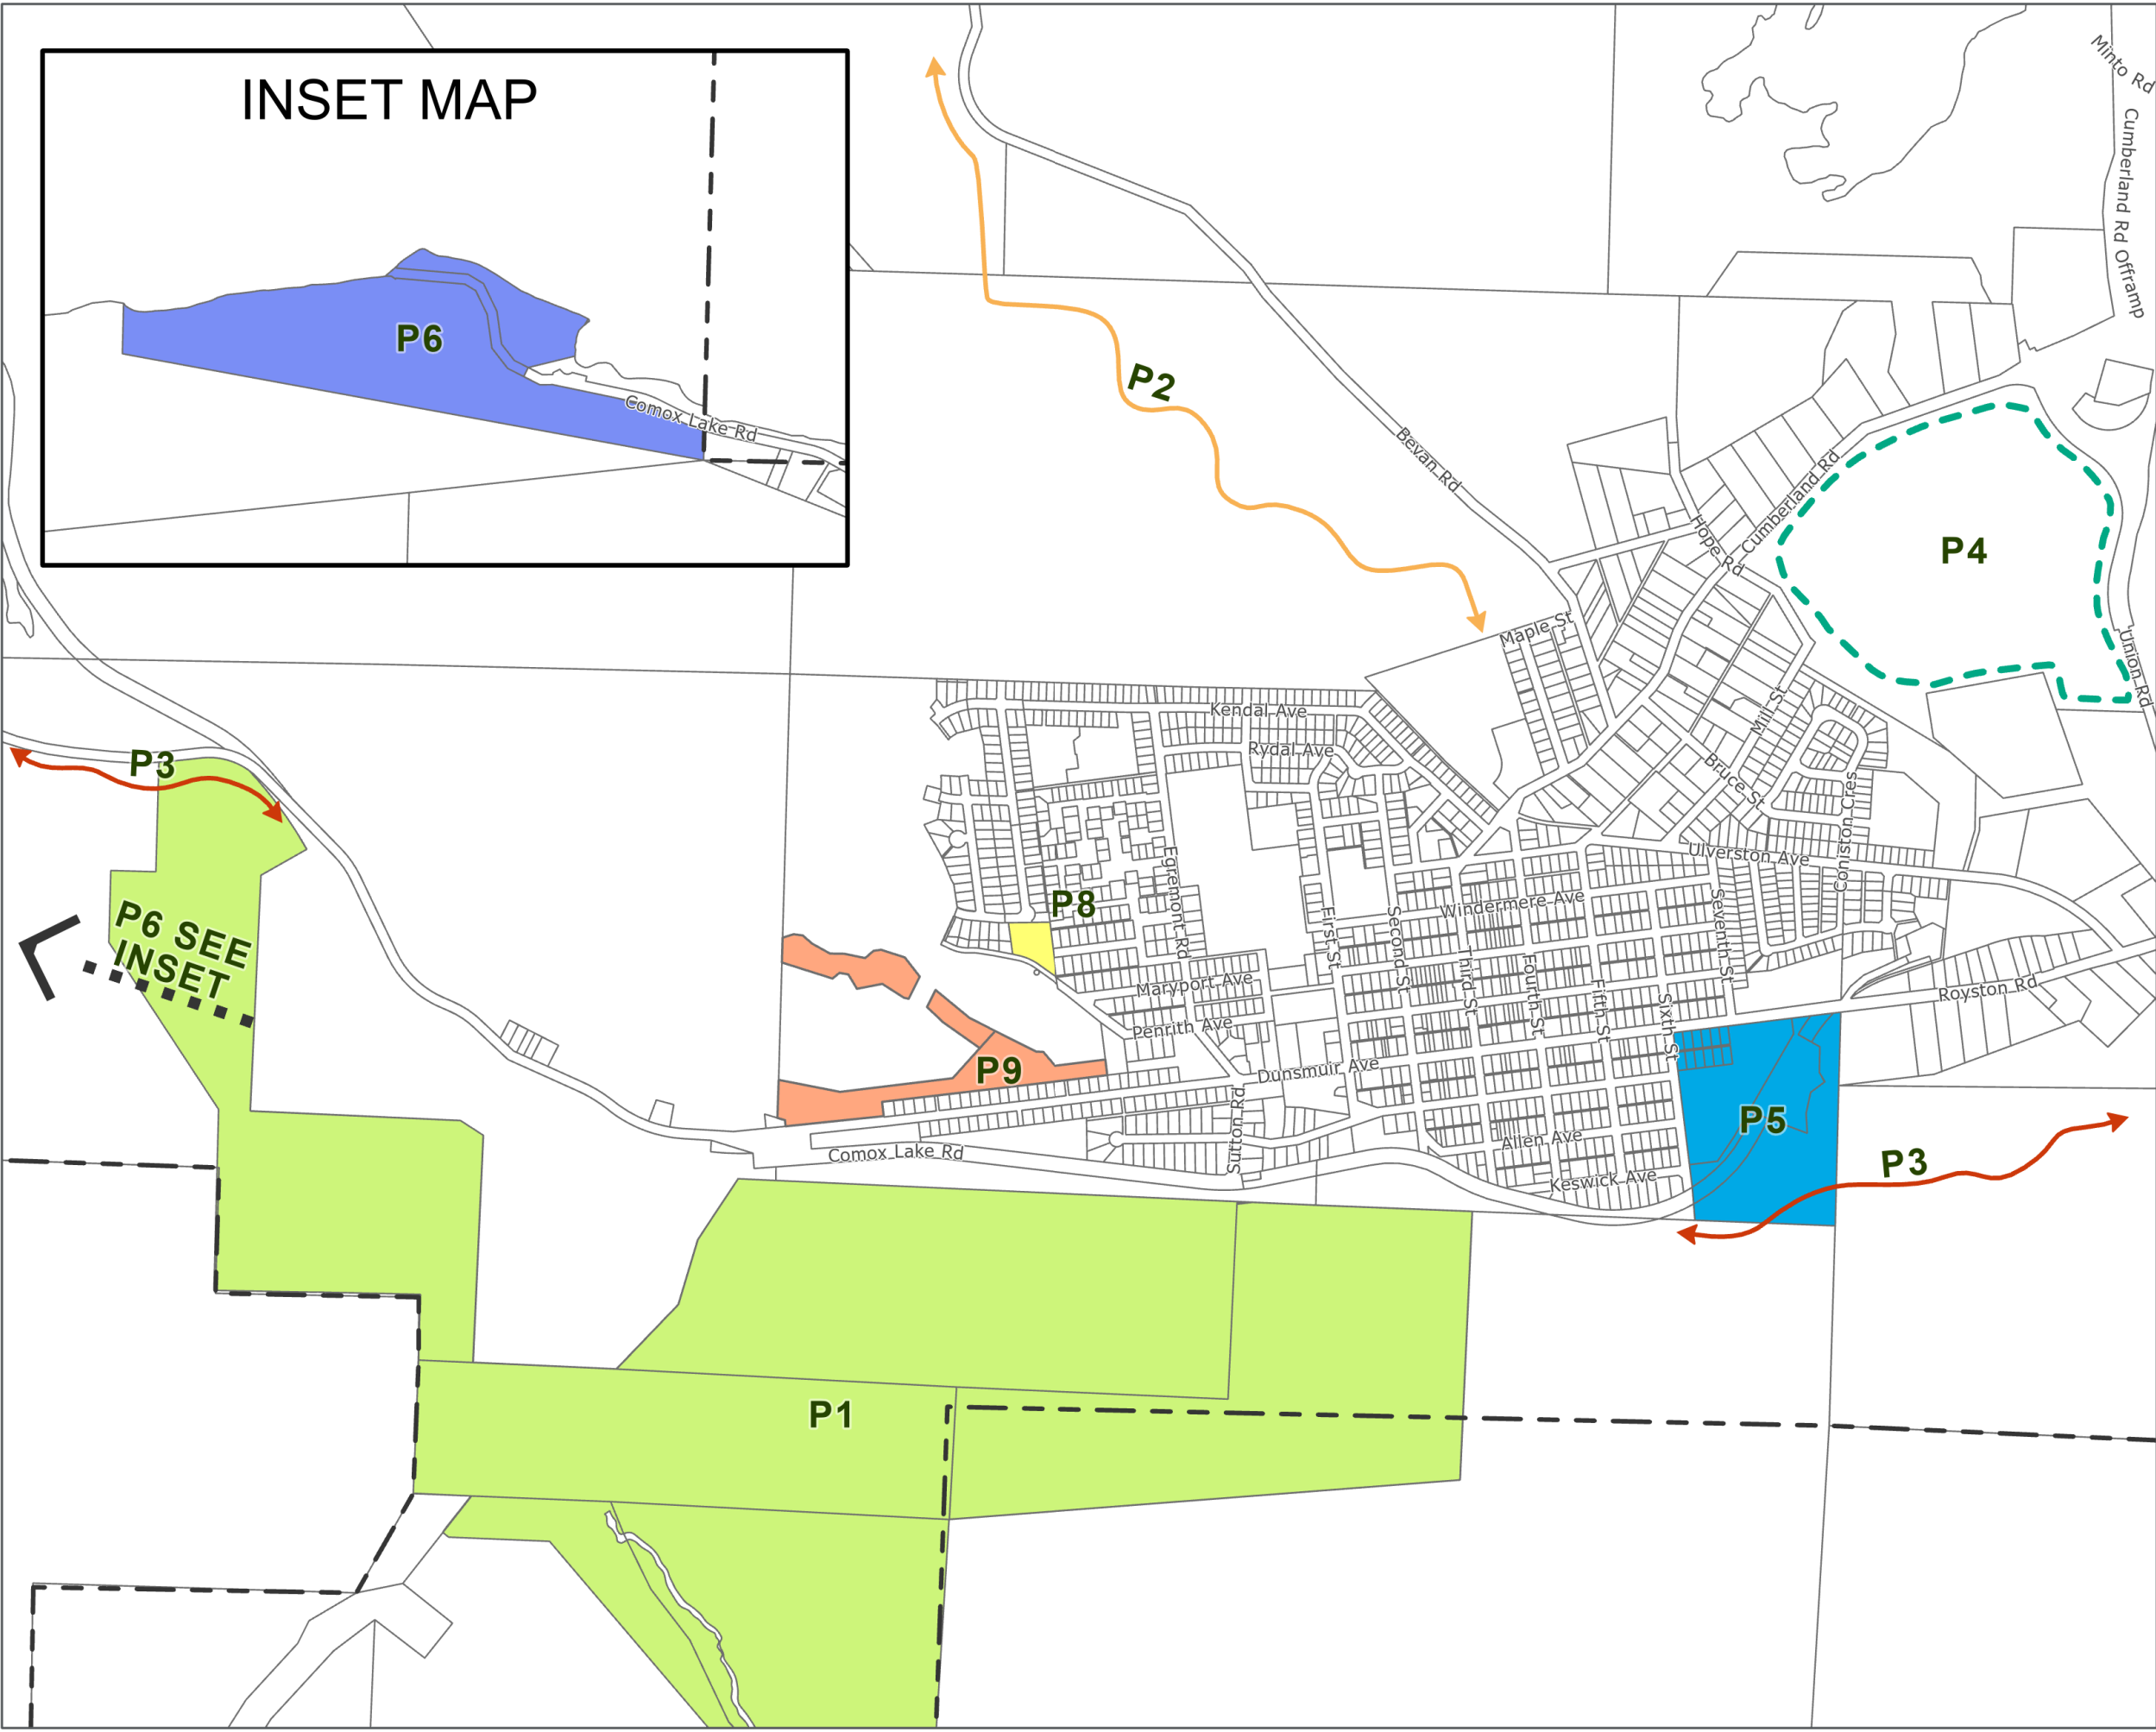 INSET MAP
Minto Rd
Cumberland Rd Offramp
P6
Comox Lake Rd
P2
Bevan Rd
Hope Rd
Cumberland Rd
P4
Maple St
Union Rd
Kendal Ave
Rydal Ave
Mill St
Bruce St
P3
Coniston Cres
Ulverston Ave
Egremont Rd
P8
Windermere Ave
P6 SEE
INSET
First St
Second St
Third St
Fourth St
Fifth St
Sixth St
Seventh St
Maryport Ave
Royston Rd
Penrith Ave
P9
Dunsmuir Ave
Sutton Rd
P5
Comox Lake Rd
Allen Ave
Keswick Ave
P3
P1